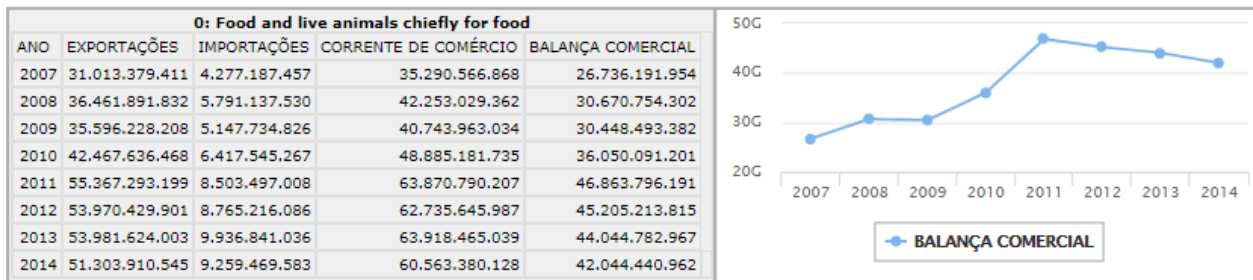 0: Food and live animals chiefly for food
ANO EXPORTAÇÕES IMPORTAÇÕES CORRENTE DE COMÉRCIO BALANÇA COMERCIAL
2007 31.013.379.411 4.277.187.457 35.290.566.868 26.736.191.954
2008 36.461.891.832 5.791.137.530 42.253.029.362 30.670.754.302
2009 35.596.228.208 5.147.734.826 40.743.963.034 30.448.493.382
2010 42.467.636.468 6.417.545.267 48.885.181.735 36.050.091.201
2011 55.367.293.199 8.503.497.008 63.870.790.207 46.863.796.191
2012 53.970.429.901 8.765.216.086 62.735.645.987 45.205.213.815
2013 53.981.624.003 9.936.841.036 63.918.465.039 44.044.782.967
2014 51.303.910.545 9.259.469.583 60.563.380.128 42.044.440.962
50G
40G
30G
20G
2007 2008 2009 2010 2011 2012 2013 2014
BALANÇA COMERCIAL